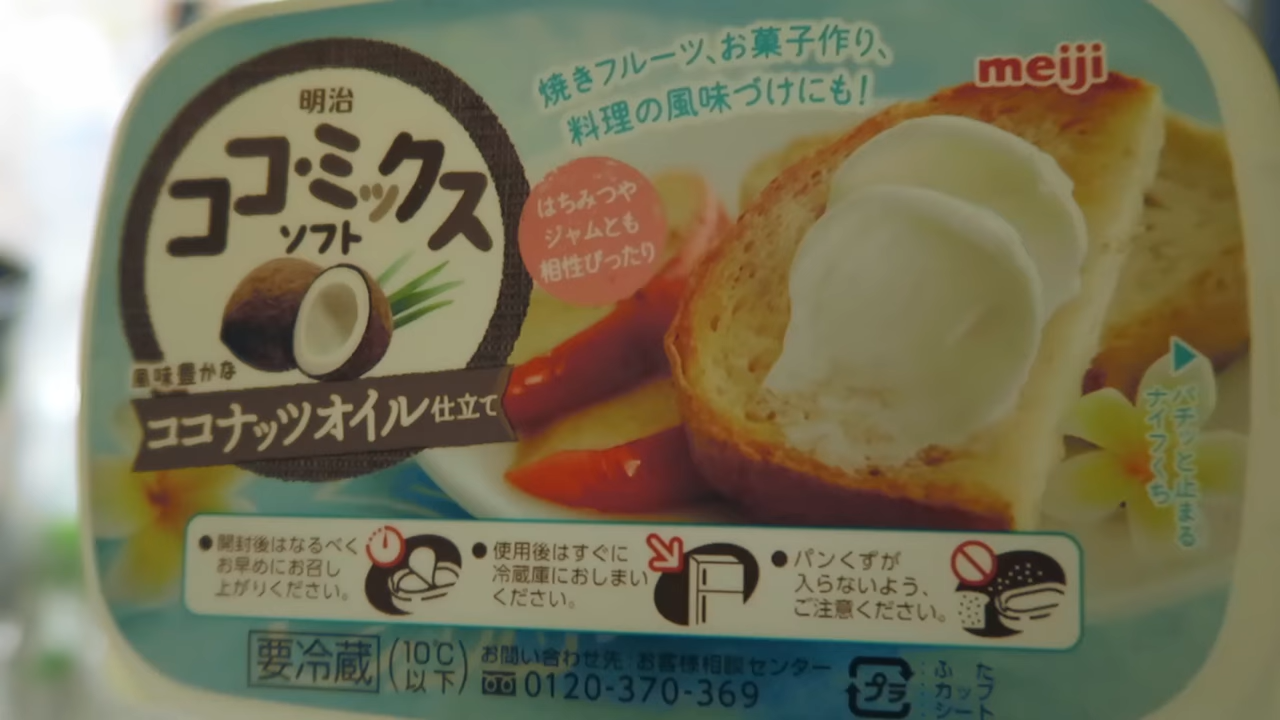 焼きフルーツ、お菓子作り、
料理の風味づけにも!
meiji
明治
ココ・ミックス
ソフト
はちみつや
ジャムとも
相性ぴったり
風味豊かな
ココナッツオイル仕立て
パチッと止まる
ナイフくち
●開封後はなるべく
お早めにお召し
上がりください。
●使用後はすぐに
冷蔵庫におしまい
ください。
●パンくずが
入らないよう、
ご注意ください。
要冷蔵(10℃以下)
お問い合わせ先:お客様相談センター
0120-370-369
プラ
ふた
カップ
シート